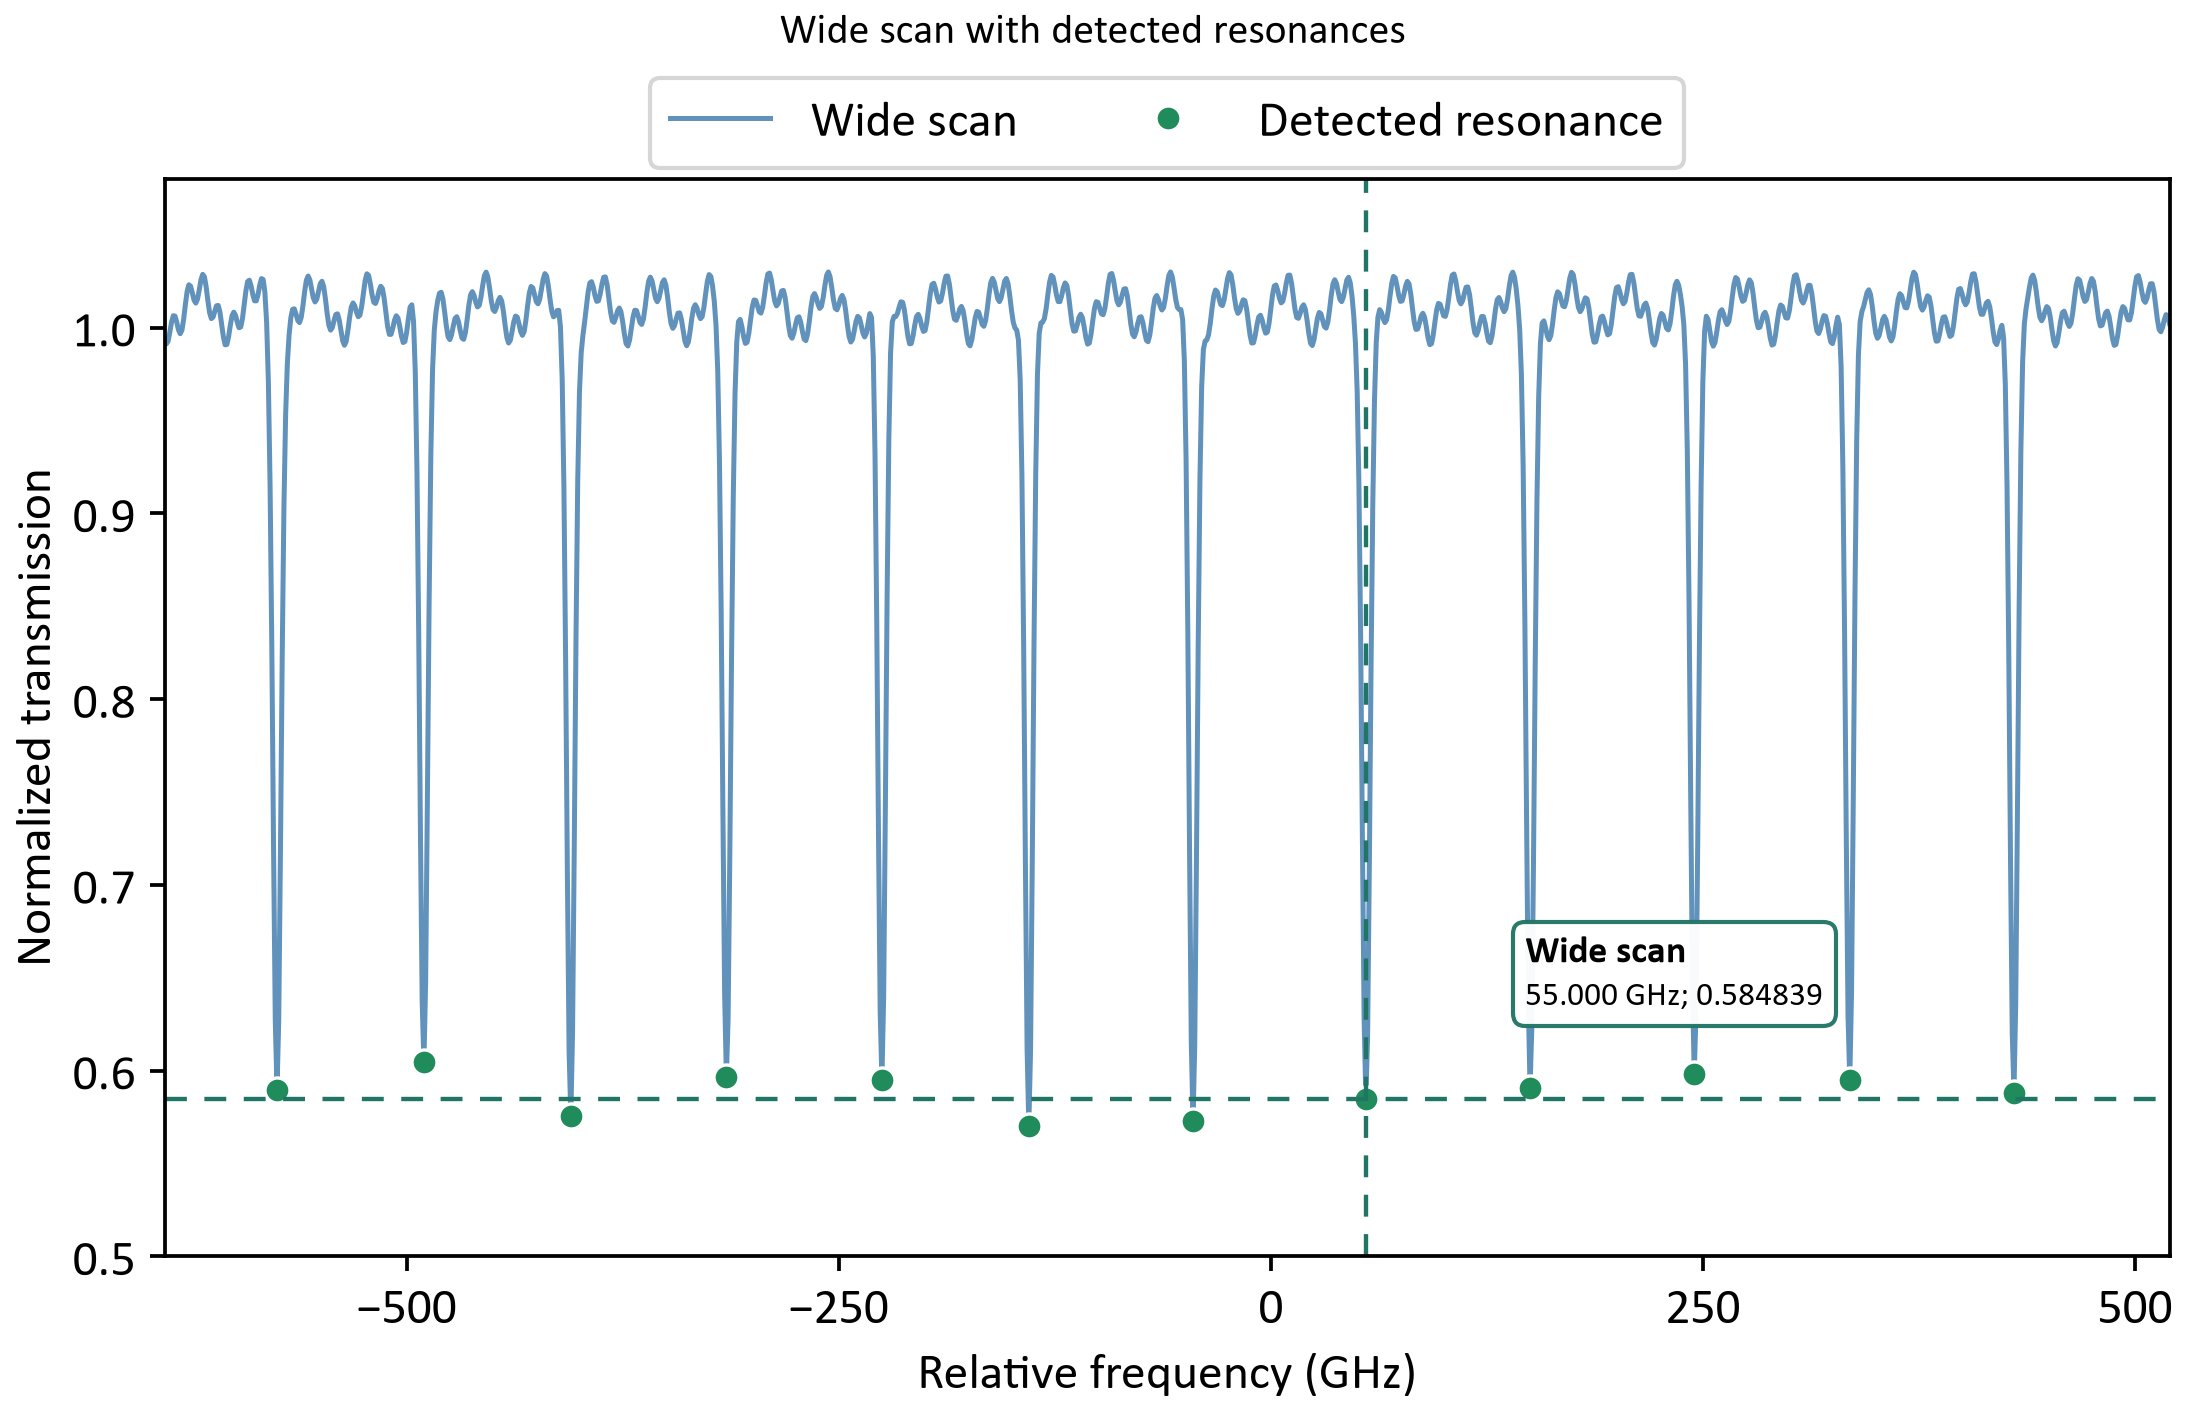 Wide scan with detected resonances
Wide scan
Detected resonance
Normalized transmission
1.0
0.9
0.8
0.7
0.6
0.5
Wide scan
55.000 GHz; 0.584839
−500
−250
0
250
500
Relative frequency (GHz)